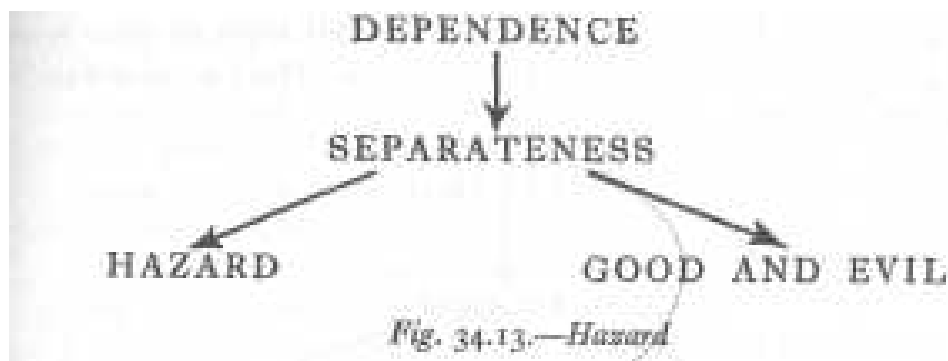 DEPENDENCE
SEPARATENESS
HAZARD GOOD AND EVIL
Fig. 34.13.—Hazard